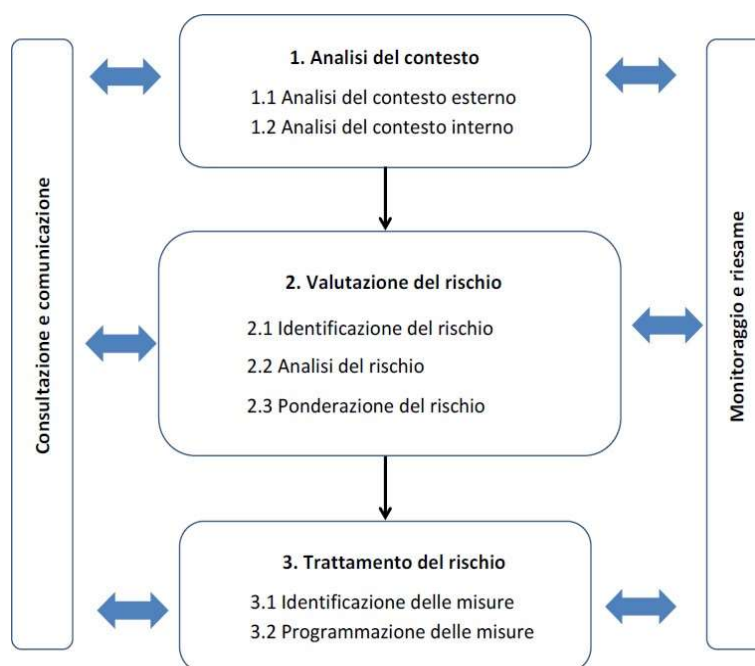 Consultazione e comunicazione
1. Analisi del contesto
1.1 Analisi del contesto esterno
1.2 Analisi del contesto interno
2. Valutazione del rischio
2.1 Identificazione del rischio
2.2 Analisi del rischio
2.3 Ponderazione del rischio
3. Trattamento del rischio
3.1 Identificazione delle misure
3.2 Programmazione delle misure
Monitoraggio e riesame